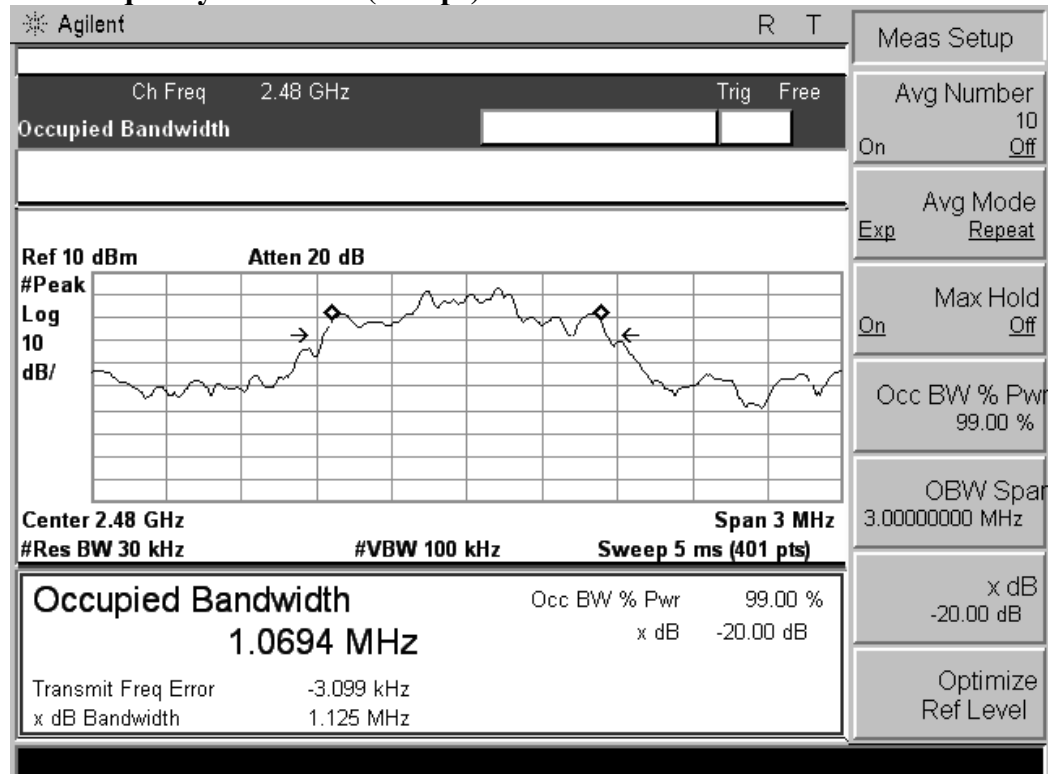 Agilent R T
Ch Freq 2.48 GHz Trig Free
Occupied Bandwidth
Ref 10 dBm Atten 20 dB
#Peak
Log
10
dB/
Center 2.48 GHz Span 3 MHz
#Res BW 30 kHz #VBW 100 kHz Sweep 5 ms (401 pts)
Occupied Bandwidth
1.0694 MHz
Occ BW % Pwr 99.00 %
x dB -20.00 dB
Transmit Freq Error -3.099 kHz
x dB Bandwidth 1.125 MHz
Meas Setup
Avg Number
10
On Off
Avg Mode
Exp Repeat
Max Hold
On Off
Occ BW % Pwr
99.00 %
OBW Span
3.00000000 MHz
x dB
-20.00 dB
Optimize
Ref Level